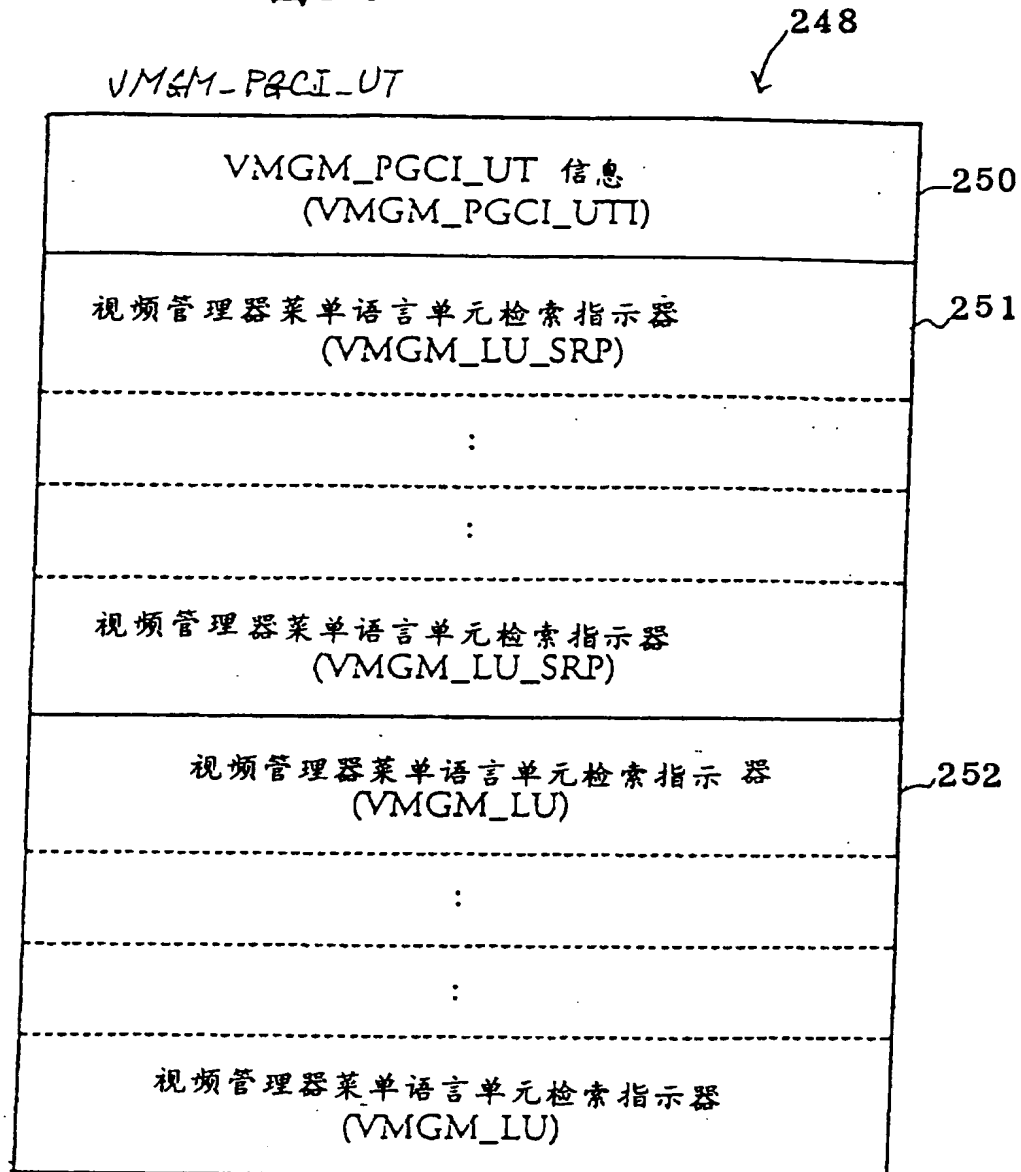 248
VMGM_PGCI_UT
VMGM_PGCI_UT 信息
(VMGM_PGCI_UTI)
250
视频管理器菜单语言单元检索指示器
(VMGM_LU_SRP)
251
:
:
视频管理器菜单语言单元检索指示器
(VMGM_LU_SRP)
视频管理器菜单语言单元检索指示 器
(VMGM_LU)
252
:
:
视频管理器菜单语言单元检索指示器
(VMGM_LU)